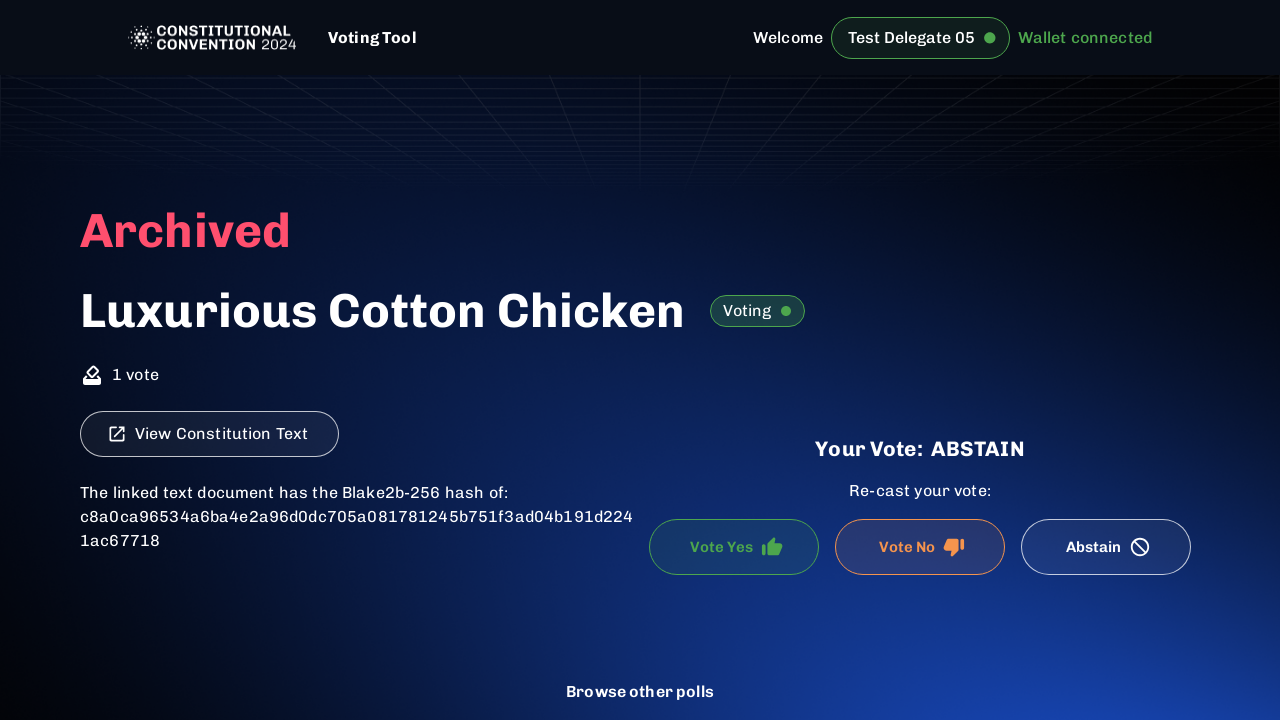 CONSTITUTIONAL
CONVENTION 2024
Voting Tool
Welcome Test Delegate 05 Wallet connected
Archived
Luxurious Cotton Chicken Voting
1 vote
View Constitution Text
The linked text document has the Blake2b-256 hash of:
c8a0ca96534a6ba4e2a96d0dc705a081781245b751f3ad04b191d224
1ac67718
Your Vote: ABSTAIN
Re-cast your vote:
Vote Yes Vote No Abstain
Browse other polls